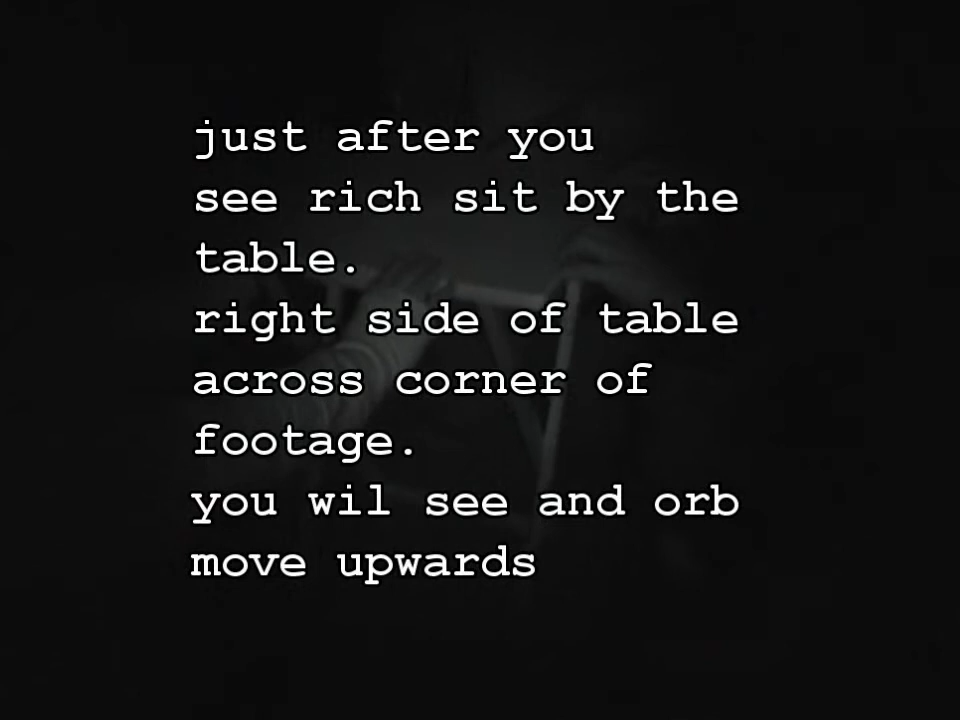 just after you
see rich sit by the
table.
right side of table
across corner of
footage.
you wil see and orb
move upwards